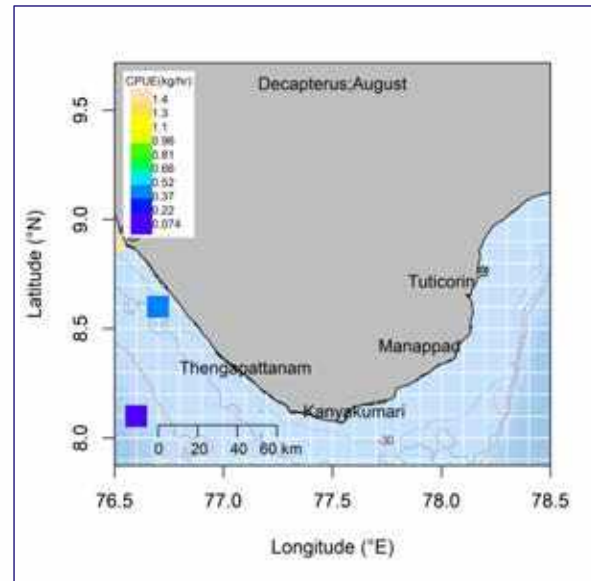 CPUE(kg/hr)
1.4
1.3
1.1
0.96
0.81
0.66
0.52
0.37
0.22
0.074
Decapterus;August
9.5
9.0
8.5
8.0
Latitude (°N)
Tuticorin
Manappad
Thengapattanam
Kanyakumari
-30
0 20 40 60 km
76.5 77.0 77.5 78.0 78.5
Longitude (°E)